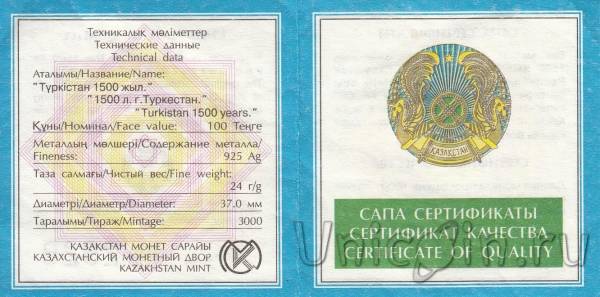 Техникалық мәліметтер
Технические данные
Technical data
Аталымы/Название/Name:
"Түркістан 1500 жыл."
"1500 л. г.Туркестан."
"Turkistan 1500 years."
Құны/Номинал/Face value: 100 Теңге
Металдың мөлшері/Содержание металла/
Fineness: 925 Ag
Таза салмағы/Чистый вес/Fine weight:
24 г/g
Диаметрі/Диаметр/Diameter: 37.0 мм
Таралымы/Тираж/Mintage: 3000
ҚАЗАҚСТАН МОНЕТ САРАЙЫ
КАЗАХСТАНСКИЙ МОНЕТНЫЙ ДВОР
KAZAKHSTAN MINT
ҚАЗАҚСТАН
САПА СЕРТИФИКАТЫ
СЕРТИФИКАТ КАЧЕСТВА
CERTIFICATE OF QUALITY
Unicoin.ru